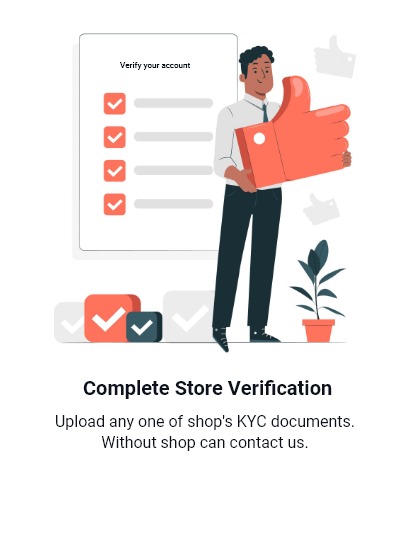 Verify your account
Complete Store Verification
Upload any one of shop's KYC documents.
Without shop can contact us.